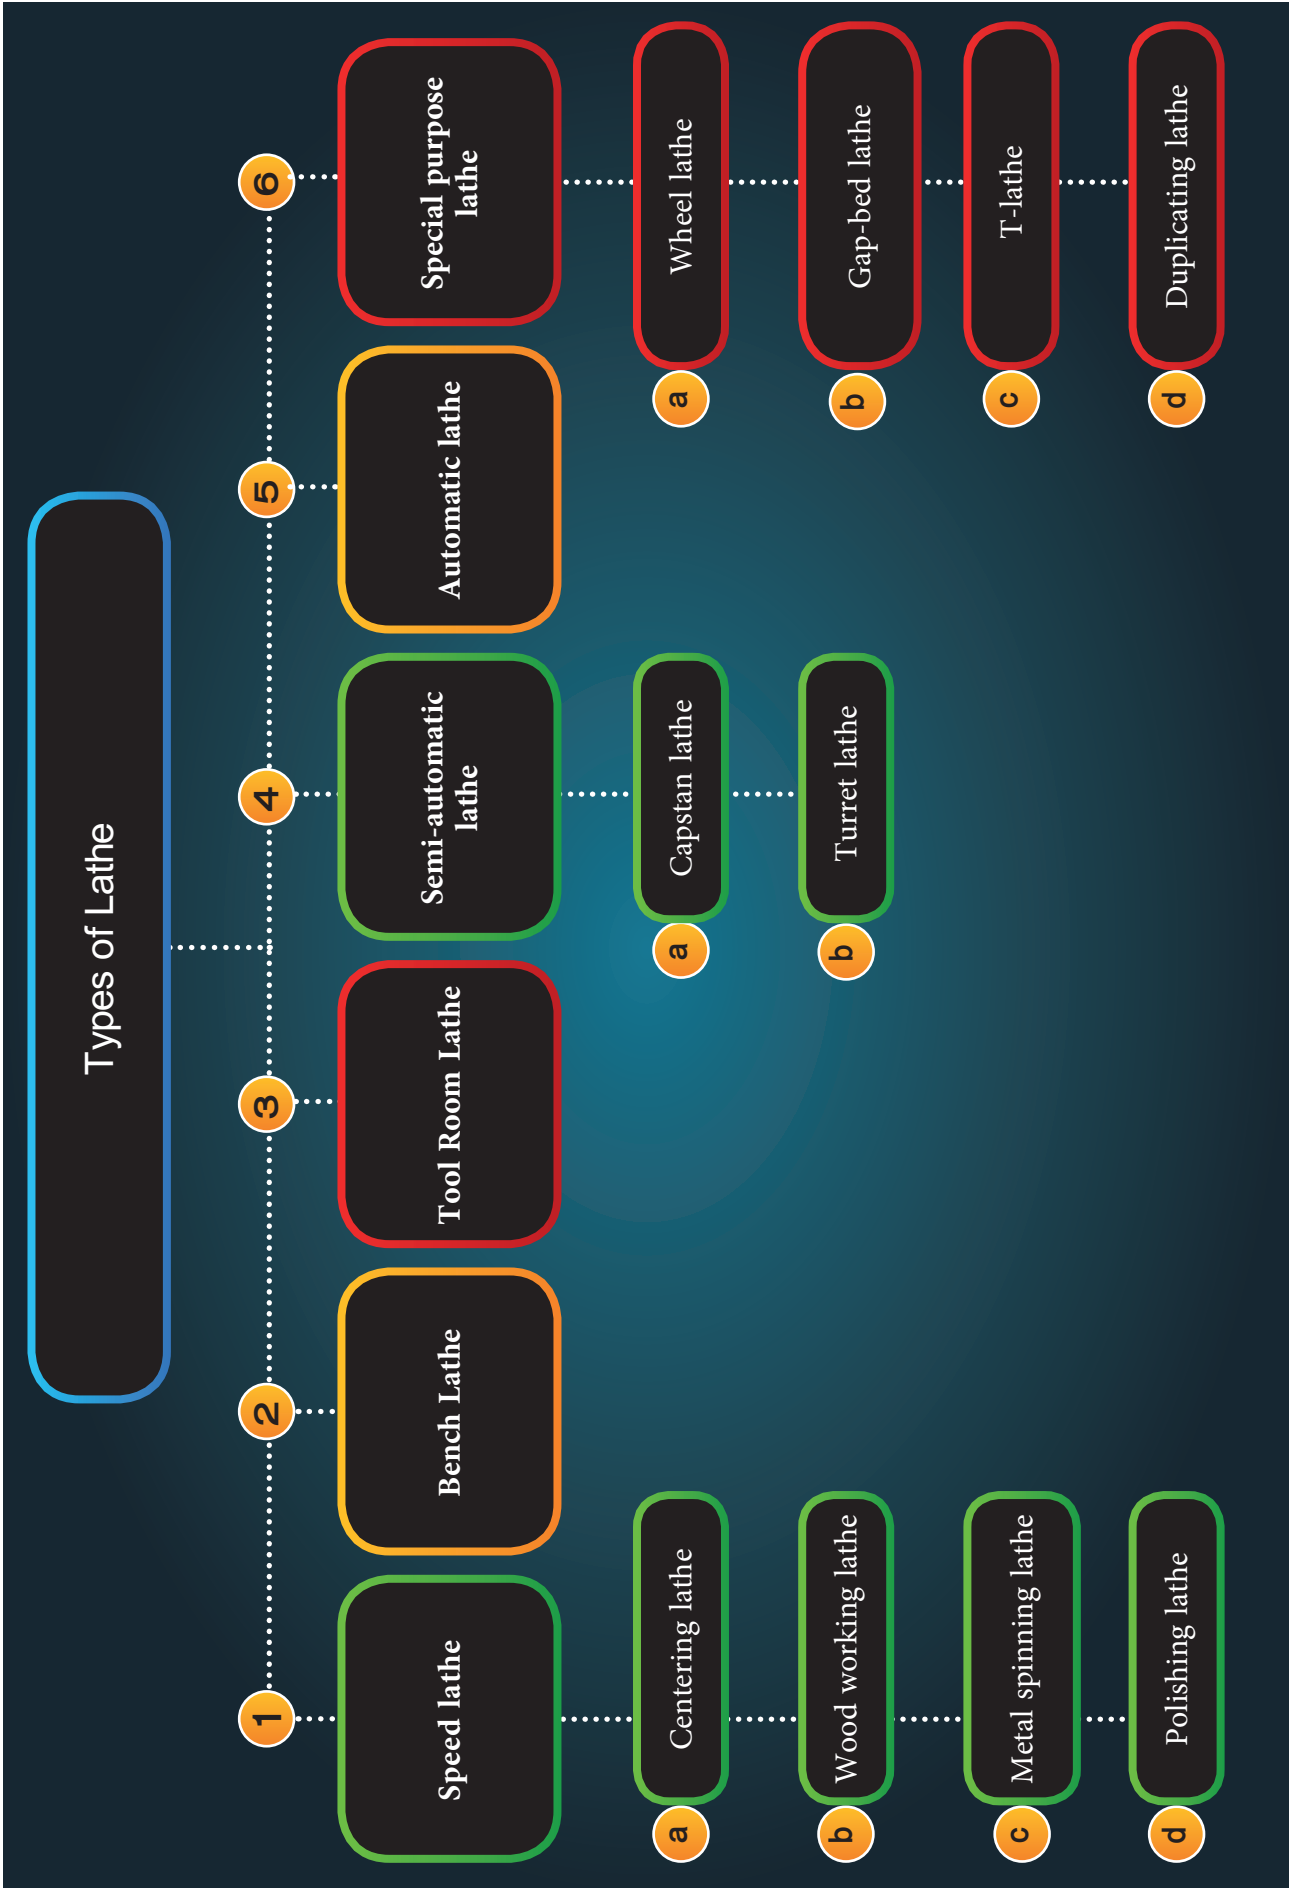 Types of Lathe
1
2
3
4
5
6
Speed lathe
Bench Lathe
Tool Room Lathe
Semi-automatic
lathe
Automatic lathe
Special purpose
lathe
a
Centering lathe
b
Wood working lathe
c
Metal spinning lathe
d
Polishing lathe
a
Capstan lathe
b
Turret lathe
a
Wheel lathe
b
Gap-bed lathe
c
T-lathe
d
Duplicating lathe